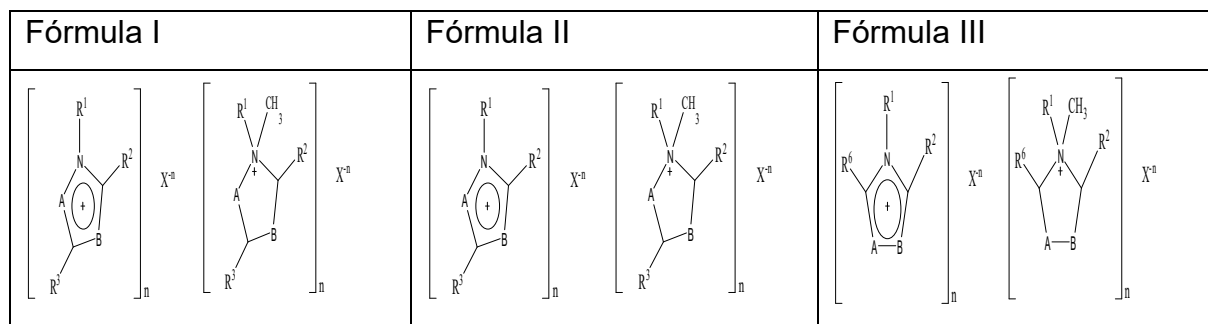 Fórmula I
Fórmula II
Fórmula III
R¹
N
R²
A
+
B
R³
n
X⁻ⁿ
R¹
CH₃
N
+
R²
A
B
R³
n
X⁻ⁿ
R¹
N
R²
A
+
B
R³
n
X⁻ⁿ
R¹
CH₃
N
+
R²
A
B
R³
n
X⁻ⁿ
R¹
R⁶
N
R²
+
A—B
n
X⁻ⁿ
R¹
CH₃
R⁶
N
+
R²
A—B
n
X⁻ⁿ